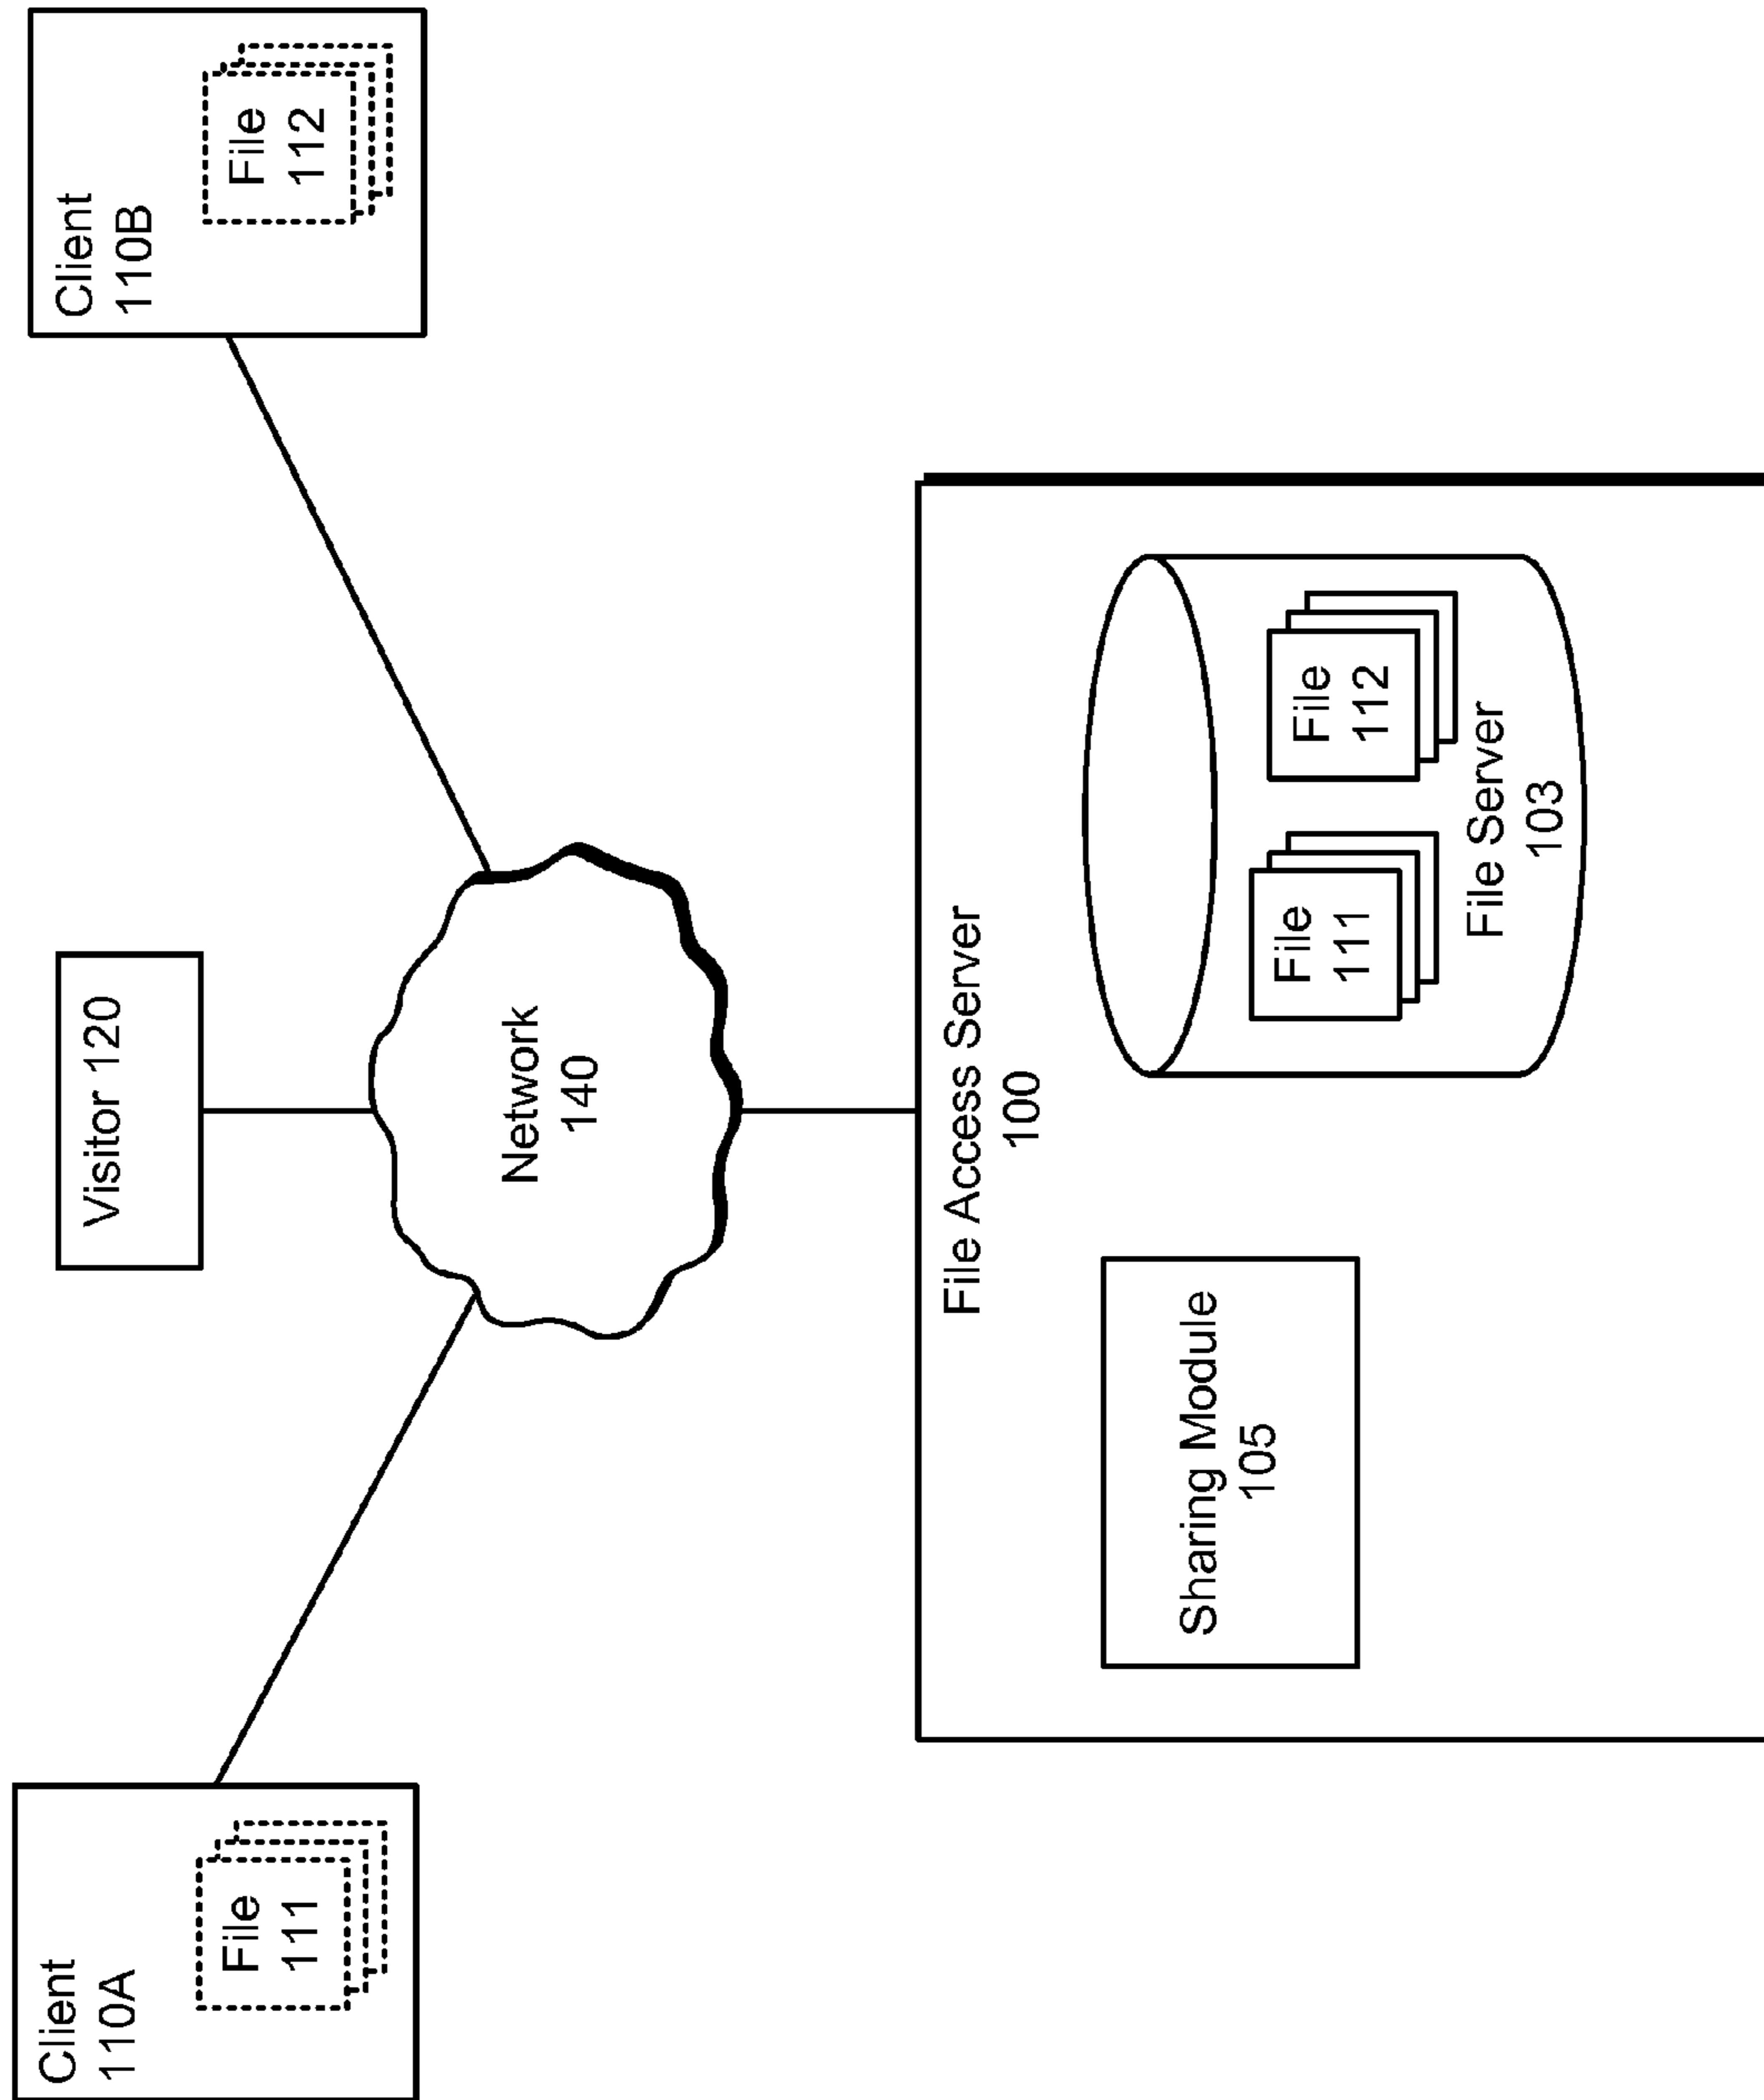 Client
110A
File
111
Visitor 120
Client
110B
File
112
Network
140
File Access Server
100
Sharing Module
105
File
111
File
112
File Server
103